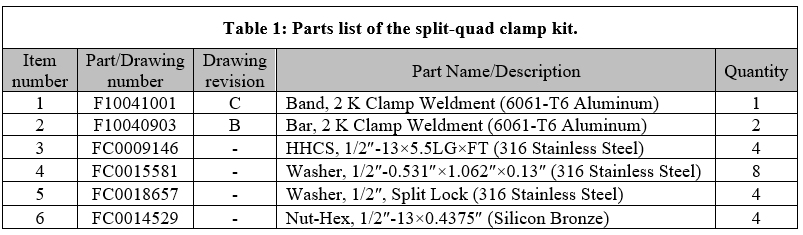 Table 1: Parts list of the split-quad clamp kit.
Item number Part/Drawing number Drawing revision Part Name/Description Quantity
1 F10041001 C Band, 2 K Clamp Weldment (6061-T6 Aluminum) 1
2 F10040903 B Bar, 2 K Clamp Weldment (6061-T6 Aluminum) 2
3 FC0009146 - HHCS, 1/2″-13×5.5LG×FT (316 Stainless Steel) 4
4 FC0015581 - Washer, 1/2″-0.531″×1.062″×0.13″ (316 Stainless Steel) 8
5 FC0018657 - Washer, 1/2″, Split Lock (316 Stainless Steel) 4
6 FC0014529 - Nut-Hex, 1/2″-13×0.4375″ (Silicon Bronze) 4